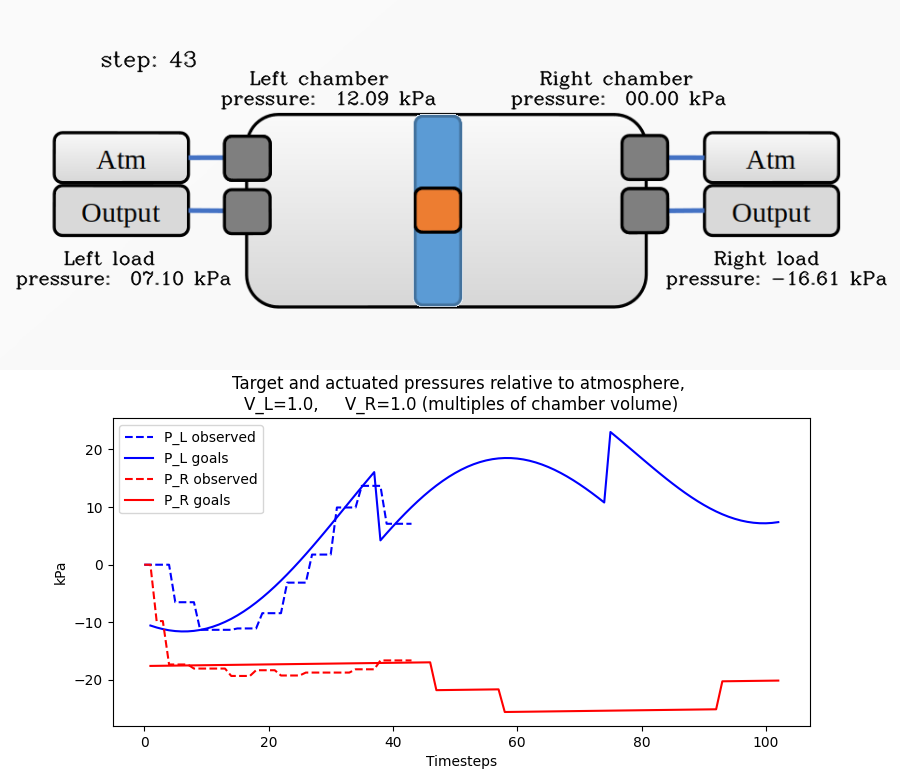 step: 43
Left chamber
pressure: 12.09 kPa
Right chamber
pressure: 00.00 kPa
Atm
Output
Atm
Output
Left load
pressure: 07.10 kPa
Right load
pressure: −16.61 kPa
Target and actuated pressures relative to atmosphere,
V_L=1.0, V_R=1.0 (multiples of chamber volume)
P_L observed
P_L goals
P_R observed
P_R goals
kPa
20
10
0
−10
−20
0 20 40 60 80 100
Timesteps